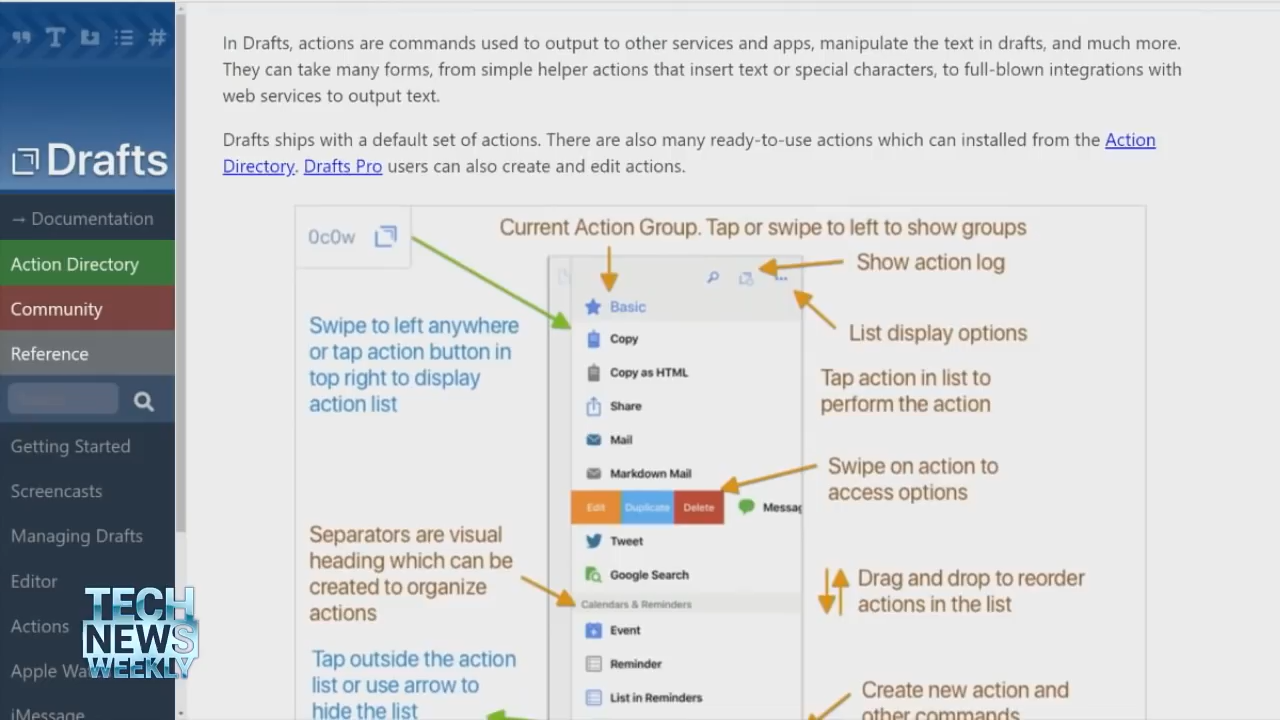 In Drafts, actions are commands used to output to other services and apps, manipulate the text in drafts, and much more.
They can take many forms, from simple helper actions that insert text or special characters, to full-blown integrations with
web services to output text.
Drafts ships with a default set of actions. There are also many ready-to-use actions which can installed from the Action
Directory. Drafts Pro users can also create and edit actions.
Drafts
→ Documentation
Action Directory
Community
Reference
Getting Started
Screencasts
Managing Drafts
Editor
Actions
Apple Wa
iMessage
TECH
NEWS
WEEKLY
0c0w
Current Action Group. Tap or swipe to left to show groups
Show action log
List display options
Swipe to left anywhere
or tap action button in
top right to display
action list
Tap action in list to
perform the action
Swipe on action to
access options
Separators are visual
heading which can be
created to organize
actions
Drag and drop to reorder
actions in the list
Tap outside the action
list or use arrow to
hide the list
Create new action and
other commands
Basic
Copy
Copy as HTML
Share
Mail
Markdown Mail
Edit Duplicate Delete Messag
Tweet
Google Search
Calendars & Reminders
Event
Reminder
List in Reminders